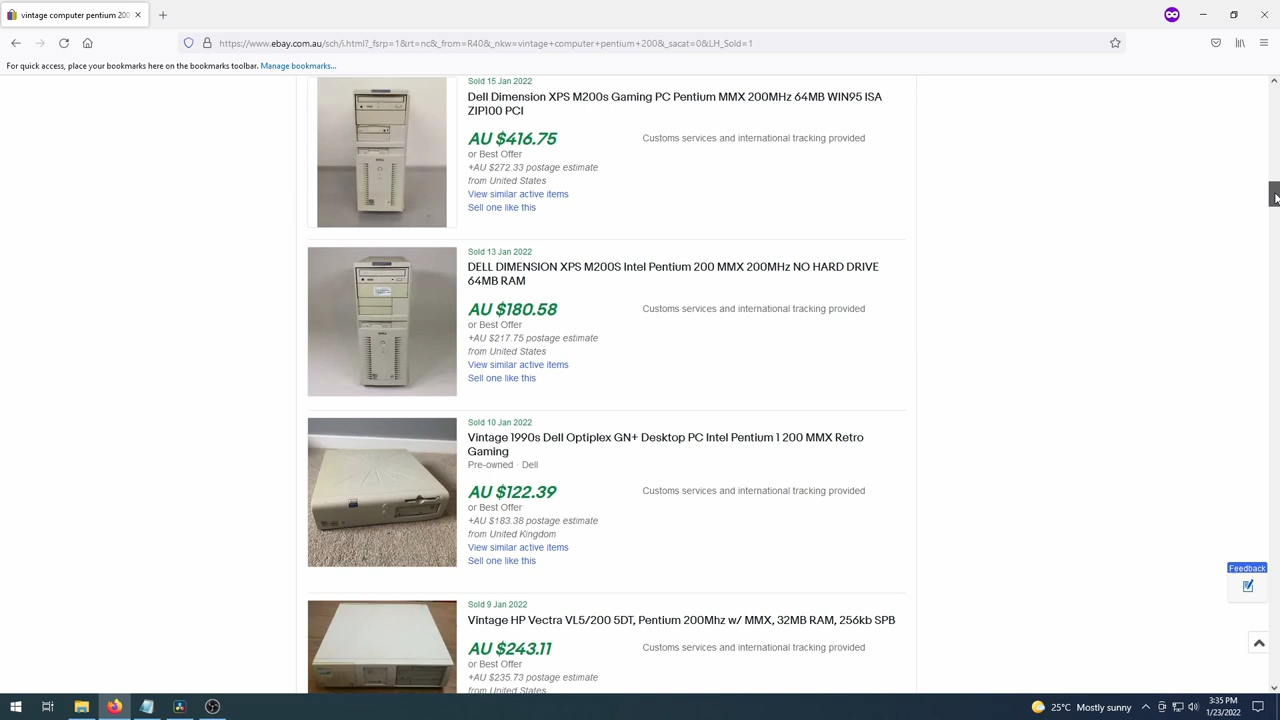 vintage computer pentium 200
https://www.ebay.com.au/sch/i.html?_fsrp=1&rt=nc&_from=R40&_nkw=vintage+computer+pentium+200&_sacat=0&LH_Sold=1
For quick access, place your bookmarks here on the bookmarks toolbar. Manage bookmarks...
Sold 15 Jan 2022
Dell Dimension XPS M200s Gaming PC Pentium MMX 200MHz 64MB WIN95 ISA
ZIP100 PCI
AU $416.75
Customs services and international tracking provided
or Best Offer
+AU $272.33 postage estimate
from United States
View similar active items
Sell one like this
Sold 13 Jan 2022
DELL DIMENSION XPS M200S Intel Pentium 200 MMX 200MHz NO HARD DRIVE
64MB RAM
AU $180.58
Customs services and international tracking provided
or Best Offer
+AU $217.75 postage estimate
from United States
View similar active items
Sell one like this
Sold 10 Jan 2022
Vintage 1990s Dell Optiplex GN+ Desktop PC Intel Pentium 1 200 MMX Retro
Gaming
Pre-owned · Dell
AU $122.39
Customs services and international tracking provided
or Best Offer
+AU $183.38 postage estimate
from United Kingdom
View similar active items
Sell one like this
Feedback
Sold 9 Jan 2022
Vintage HP Vectra VL5/200 5DT, Pentium 200Mhz w/ MMX, 32MB RAM, 256kb SPB
AU $243.11
Customs services and international tracking provided
or Best Offer
+AU $235.73 postage estimate
from United States
25°C Mostly sunny
3:35 PM
1/23/2022